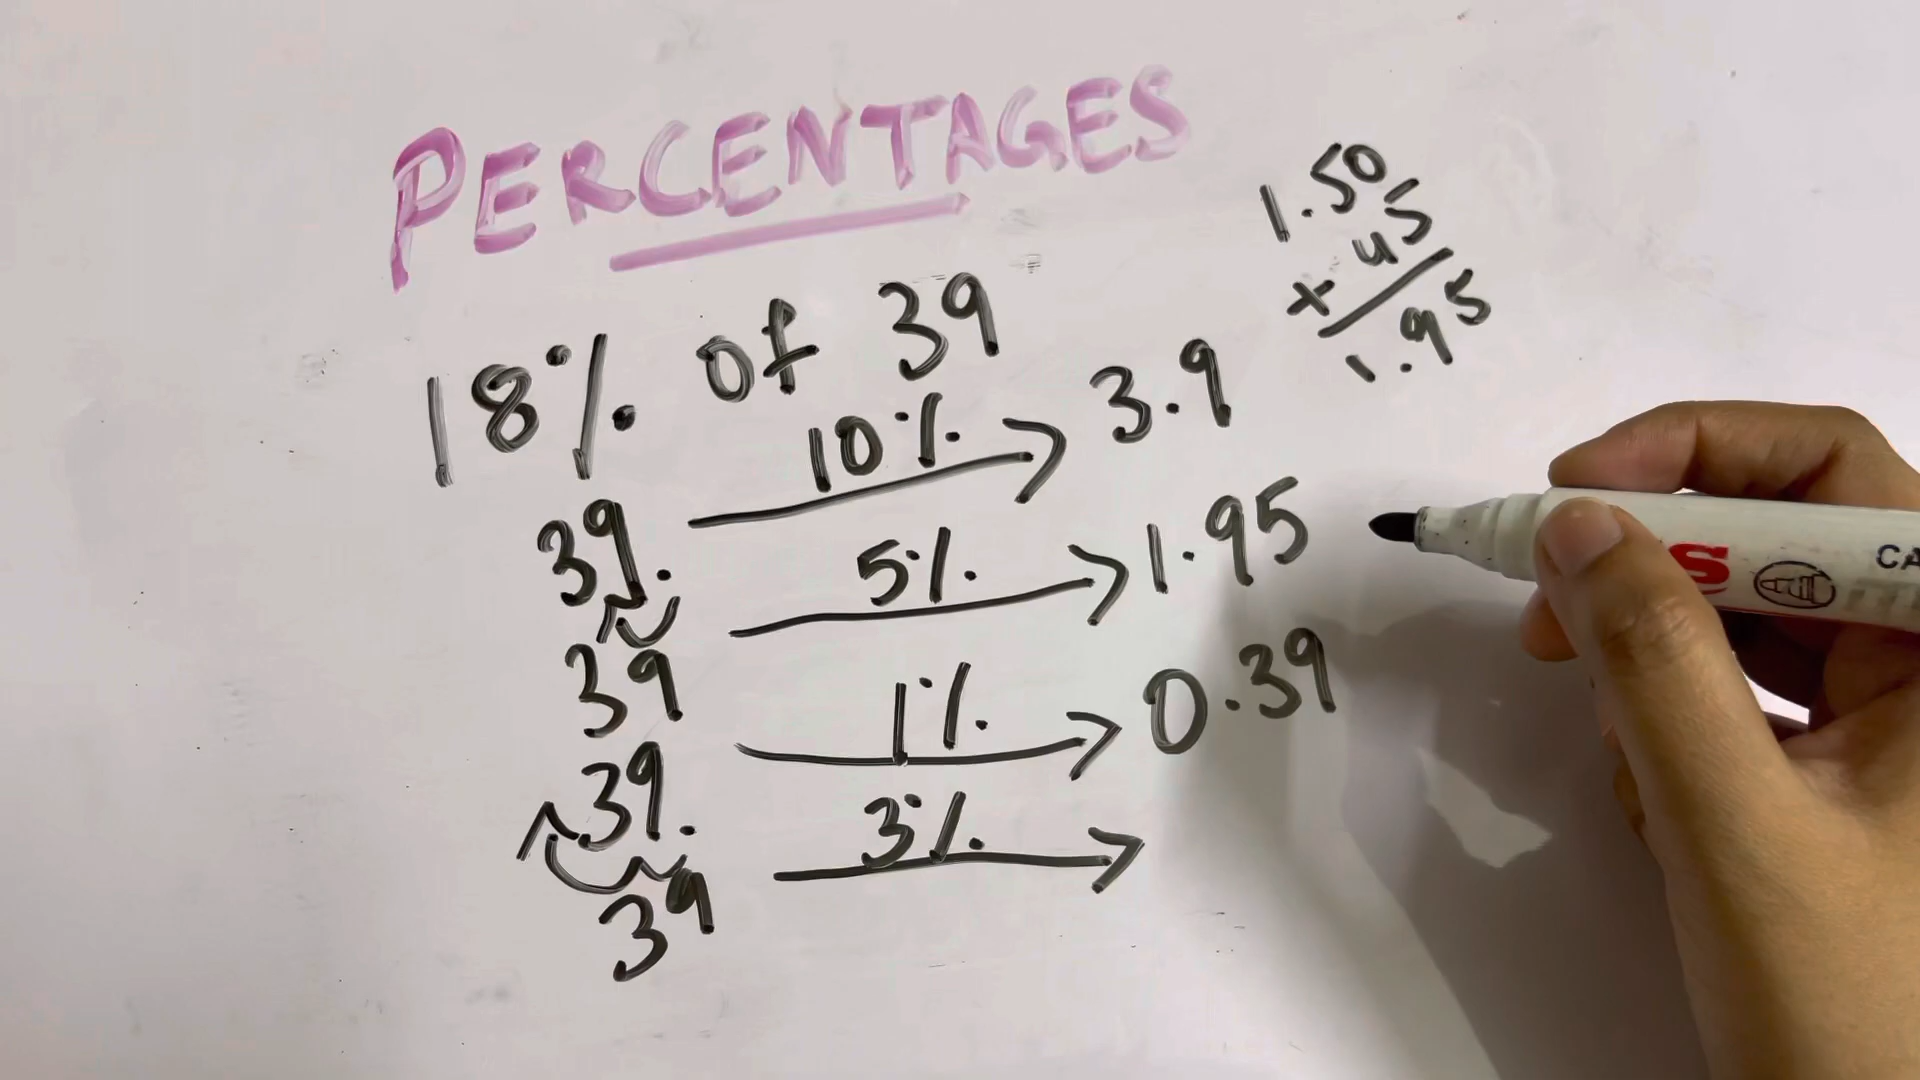 PERCENTAGES
1.50
45
×
1.95
18% of 39
39. 10% → 3.9
39 5% → 1.95
39. 1% → 0.39
39 3% →
CA